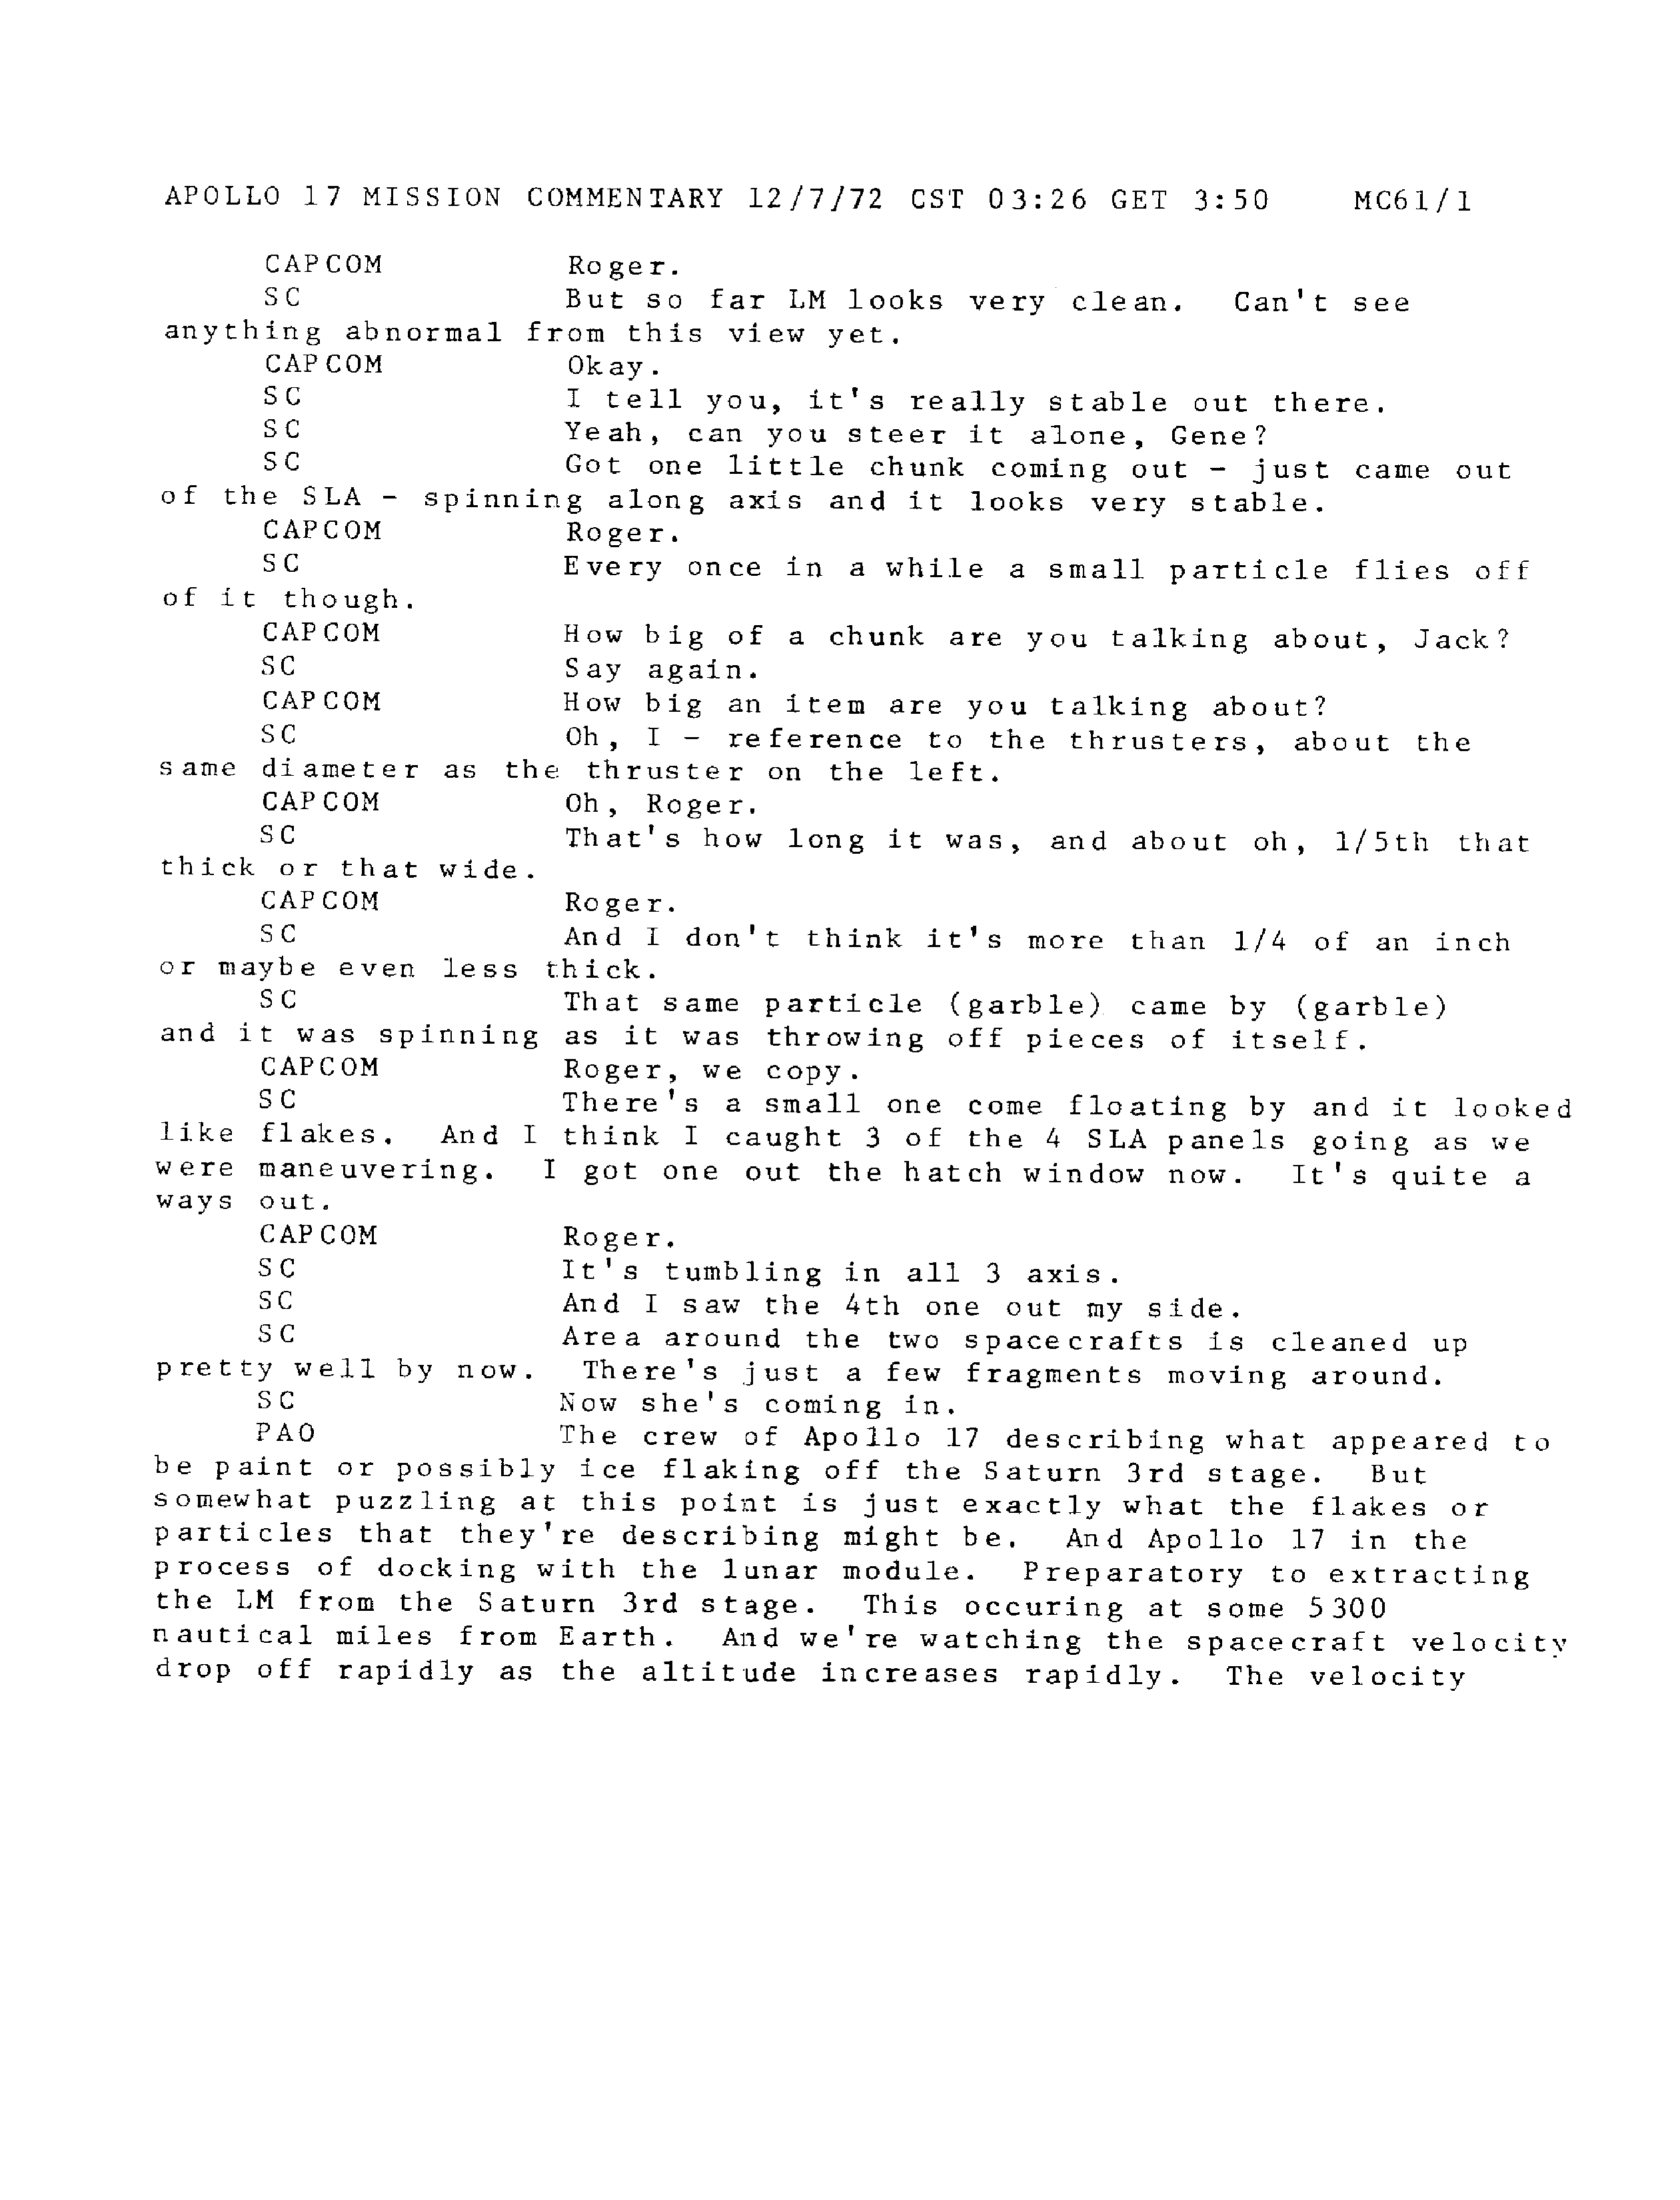 APOLLO 17 MISSION COMMENTARY 12/7/72 CST 03:26 GET 3:50 MC61/1
CAPCOM Roger.
SC But so far LM looks very clean. Can't see
anything abnormal from this view yet.
CAPCOM Okay.
SC I tell you, it's really stable out there.
SC Yeah, can you steer it alone, Gene?
SC Got one little chunk coming out - just came out
of the SLA - spinning along axis and it looks very stable.
CAPCOM Roger.
SC Every once in a while a small particle flies off
of it though.
CAPCOM How big of a chunk are you talking about, Jack?
SC Say again.
CAPCOM How big an item are you talking about?
SC Oh, I - reference to the thrusters, about the
same diameter as the thruster on the left.
CAPCOM Oh, Roger.
SC That's how long it was, and about oh, 1/5th that
thick or that wide.
CAPCOM Roger.
SC And I don't think it's more than 1/4 of an inch
or maybe even less thick.
SC That same particle (garble) came by (garble)
and it was spinning as it was throwing off pieces of itself.
CAPCOM Roger, we copy.
SC There's a small one come floating by and it looked
like flakes. And I think I caught 3 of the 4 SLA panels going as we
were maneuvering. I got one out the hatch window now. It's quite a
ways out.
CAPCOM Roger.
SC It's tumbling in all 3 axis.
SC And I saw the 4th one out my side.
SC Area around the two spacecrafts is cleaned up
pretty well by now. There's just a few fragments moving around.
SC Now she's coming in.
PAO The crew of Apollo 17 describing what appeared to
be paint or possibly ice flaking off the Saturn 3rd stage. But
somewhat puzzling at this point is just exactly what the flakes or
particles that they're describing might be. And Apollo 17 in the
process of docking with the lunar module. Preparatory to extracting
the LM from the Saturn 3rd stage. This occuring at some 5300
nautical miles from Earth. And we're watching the spacecraft velocity
drop off rapidly as the altitude increases rapidly. The velocity